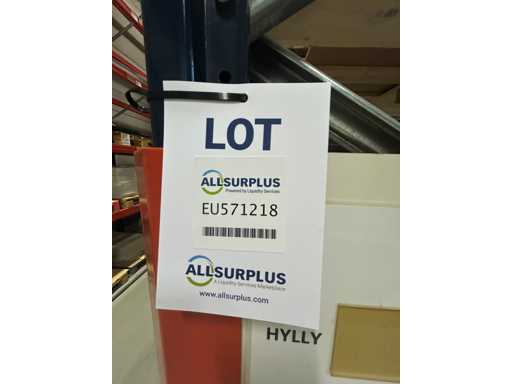 LOT
ALLSURPLUS
Powered by Liquidity Services
EU571218
ALLSURPLUS
A Liquidity Services Marketplace
www.allsurplus.com
HYLLY